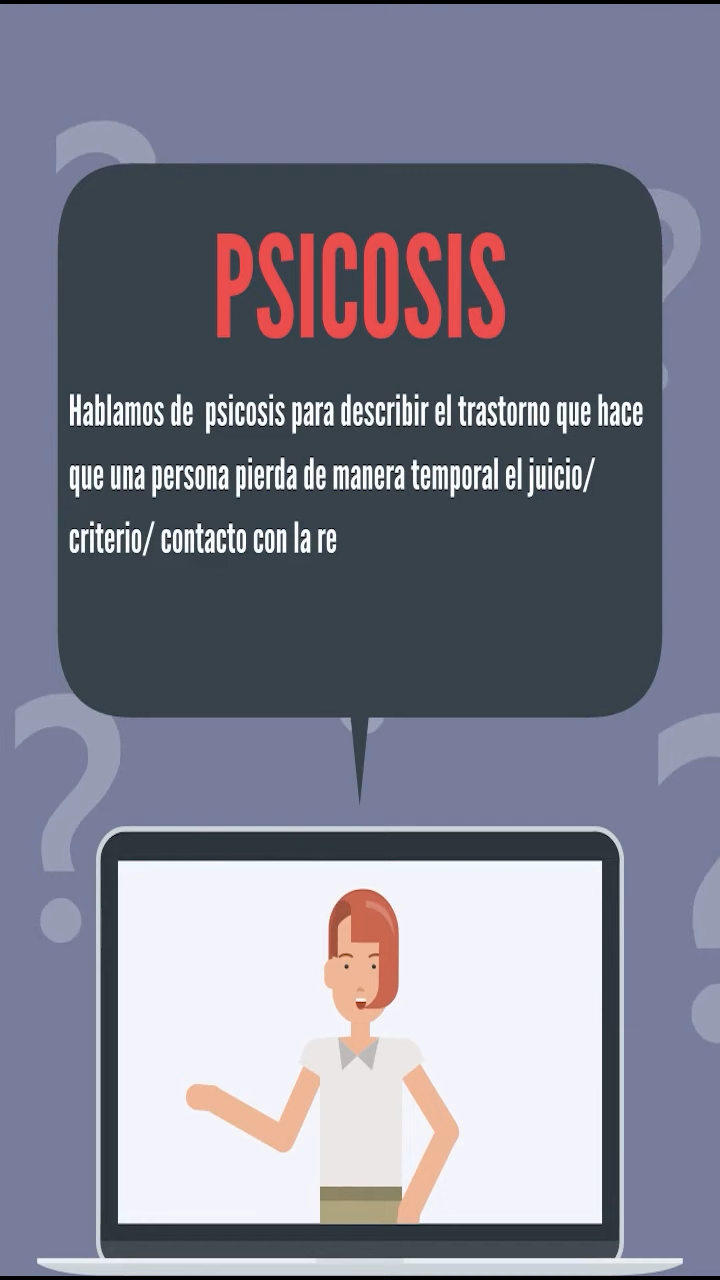 PSICOSIS
Hablamos de  psicosis para describir el trastorno que hace
que una persona pierda de manera temporal el juicio/
criterio/ contacto con la re